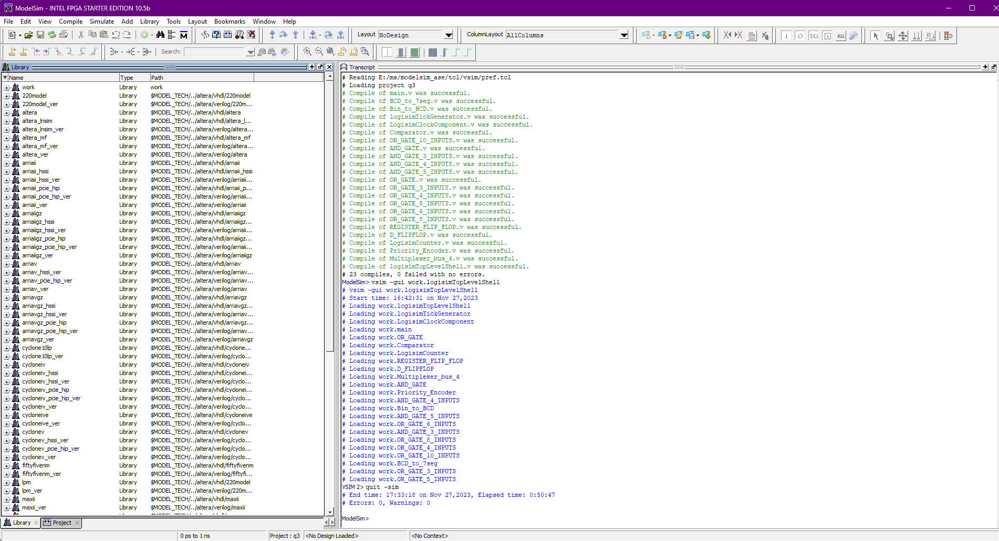 ModelSim - INTEL FPGA STARTER EDITION 10.5b
File Edit View Compile Simulate Add Library Tools Layout Bookmarks Window Help
Layout NoDesign ColumnLayout AllColumns
Search:
Library
Name Type Path
work Library work
220model Library $MODEL_TECH/../altera/vhdl/220model
220model_ver Library $MODEL_TECH/../altera/verilog/220m...
altera Library $MODEL_TECH/../altera/vhdl/altera
altera_lnsim Library $MODEL_TECH/../altera/vhdl/altera_l...
altera_lnsim_ver Library $MODEL_TECH/../altera/verilog/altera...
altera_mf Library $MODEL_TECH/../altera/vhdl/altera_mf
altera_mf_ver Library $MODEL_TECH/../altera/verilog/altera...
altera_ver Library $MODEL_TECH/../altera/verilog/altera
arriaii Library $MODEL_TECH/../altera/vhdl/arriaii
arriaii_hssi Library $MODEL_TECH/../altera/vhdl/arriaii_hssi
arriaii_hssi_ver Library $MODEL_TECH/../altera/verilog/arriaii...
arriaii_pcie_hip Library $MODEL_TECH/../altera/vhdl/arriaii_p...
arriaii_pcie_hip_ver Library $MODEL_TECH/../altera/verilog/arriaii...
arriaii_ver Library $MODEL_TECH/../altera/verilog/arriaii
arriaiigz Library $MODEL_TECH/../altera/vhdl/arriaiigz
arriaiigz_hssi Library $MODEL_TECH/../altera/vhdl/arriaiigz...
arriaiigz_hssi_ver Library $MODEL_TECH/../altera/verilog/arriaii...
arriaiigz_pcie_hip Library $MODEL_TECH/../altera/vhdl/arriaiigz...
arriaiigz_pcie_hip_ver Library $MODEL_TECH/../altera/verilog/arriaii...
arriaiigz_ver Library $MODEL_TECH/../altera/verilog/arriaiigz
arriav Library $MODEL_TECH/../altera/vhdl/arriav
arriav_hssi_ver Library $MODEL_TECH/../altera/verilog/arriav...
arriav_pcie_hip_ver Library $MODEL_TECH/../altera/verilog/arriav...
arriav_ver Library $MODEL_TECH/../altera/verilog/arriav
arriavgz Library $MODEL_TECH/../altera/vhdl/arriavgz
arriavgz_hssi Library $MODEL_TECH/../altera/vhdl/arriavgz...
arriavgz_hssi_ver Library $MODEL_TECH/../altera/verilog/arriav...
arriavgz_pcie_hip Library $MODEL_TECH/../altera/vhdl/arriavgz...
arriavgz_pcie_hip_ver Library $MODEL_TECH/../altera/verilog/arriav...
arriavgz_ver Library $MODEL_TECH/../altera/verilog/arriavgz
cyclone10lp Library $MODEL_TECH/../altera/vhdl/cyclone...
cyclone10lp_ver Library $MODEL_TECH/../altera/verilog/cyclo...
cycloneiv Library $MODEL_TECH/../altera/vhdl/cycloneiv
cycloneiv_hssi Library $MODEL_TECH/../altera/vhdl/cyclonei...
cycloneiv_hssi_ver Library $MODEL_TECH/../altera/verilog/cyclo...
cycloneiv_pcie_hip Library $MODEL_TECH/../altera/vhdl/cyclonei...
cycloneiv_pcie_hip_ver Library $MODEL_TECH/../altera/verilog/cyclo...
cycloneiv_ver Library $MODEL_TECH/../altera/verilog/cyclo...
cycloneive Library $MODEL_TECH/../altera/vhdl/cycloneive
cycloneive_ver Library $MODEL_TECH/../altera/verilog/cyclo...
cyclonev Library $MODEL_TECH/../altera/vhdl/cyclonev
cyclonev_hssi_ver Library $MODEL_TECH/../altera/verilog/cyclo...
cyclonev_pcie_hip_ver Library $MODEL_TECH/../altera/verilog/cyclo...
cyclonev_ver Library $MODEL_TECH/../altera/verilog/cyclo...
fiftyfivenm Library $MODEL_TECH/../altera/vhdl/fiftyfivenm
fiftyfivenm_ver Library $MODEL_TECH/../altera/verilog/fiftyfi...
lpm Library $MODEL_TECH/../altera/vhdl/220model
lpm_ver Library $MODEL_TECH/../altera/verilog/220m...
maxii Library $MODEL_TECH/../altera/vhdl/maxii
maxii_ver Library $MODEL_TECH/../altera/verilog/maxii
Library Project
Transcript
# Reading E:/ms/modelsim_ase/tcl/vsim/pref.tcl
# Loading project q3
# Compile of main.v was successful.
# Compile of BCD_to_7seg.v was successful.
# Compile of Bin_to_BCD.v was successful.
# Compile of logisimTickGenerator.v was successful.
# Compile of LogisimClockComponent.v was successful.
# Compile of Comparator.v was successful.
# Compile of OR_GATE_10_INPUTS.v was successful.
# Compile of AND_GATE.v was successful.
# Compile of AND_GATE_3_INPUTS.v was successful.
# Compile of AND_GATE_4_INPUTS.v was successful.
# Compile of AND_GATE_5_INPUTS.v was successful.
# Compile of OR_GATE.v was successful.
# Compile of OR_GATE_3_INPUTS.v was successful.
# Compile of OR_GATE_4_INPUTS.v was successful.
# Compile of OR_GATE_5_INPUTS.v was successful.
# Compile of OR_GATE_6_INPUTS.v was successful.
# Compile of OR_GATE_8_INPUTS.v was successful.
# Compile of REGISTER_FLIP_FLOP.v was successful.
# Compile of D_FLIPFLOP.v was successful.
# Compile of LogisimCounter.v was successful.
# Compile of Priority_Encoder.v was successful.
# Compile of Multiplexer_bus_4.v was successful.
# Compile of logisimTopLevelShell.v was successful.
# 23 compiles, 0 failed with no errors.
ModelSim> vsim -gui work.logisimTopLevelShell
# vsim -gui work.logisimTopLevelShell
# Start time: 16:42:31 on Nov 27,2023
# Loading work.logisimTopLevelShell
# Loading work.logisimTickGenerator
# Loading work.LogisimClockComponent
# Loading work.main
# Loading work.OR_GATE
# Loading work.Comparator
# Loading work.LogisimCounter
# Loading work.REGISTER_FLIP_FLOP
# Loading work.D_FLIPFLOP
# Loading work.Multiplexer_bus_4
# Loading work.AND_GATE
# Loading work.Priority_Encoder
# Loading work.AND_GATE_4_INPUTS
# Loading work.Bin_to_BCD
# Loading work.AND_GATE_5_INPUTS
# Loading work.OR_GATE_6_INPUTS
# Loading work.AND_GATE_3_INPUTS
# Loading work.OR_GATE_8_INPUTS
# Loading work.OR_GATE_4_INPUTS
# Loading work.OR_GATE_10_INPUTS
# Loading work.BCD_to_7seg
# Loading work.OR_GATE_3_INPUTS
# Loading work.OR_GATE_5_INPUTS
VSIM 2> quit -sim
# End time: 17:33:18 on Nov 27,2023, Elapsed time: 0:50:47
# Errors: 0, Warnings: 0
ModelSim>
0 ps to 1 ns Project : q3 <No Design Loaded> <No Context>